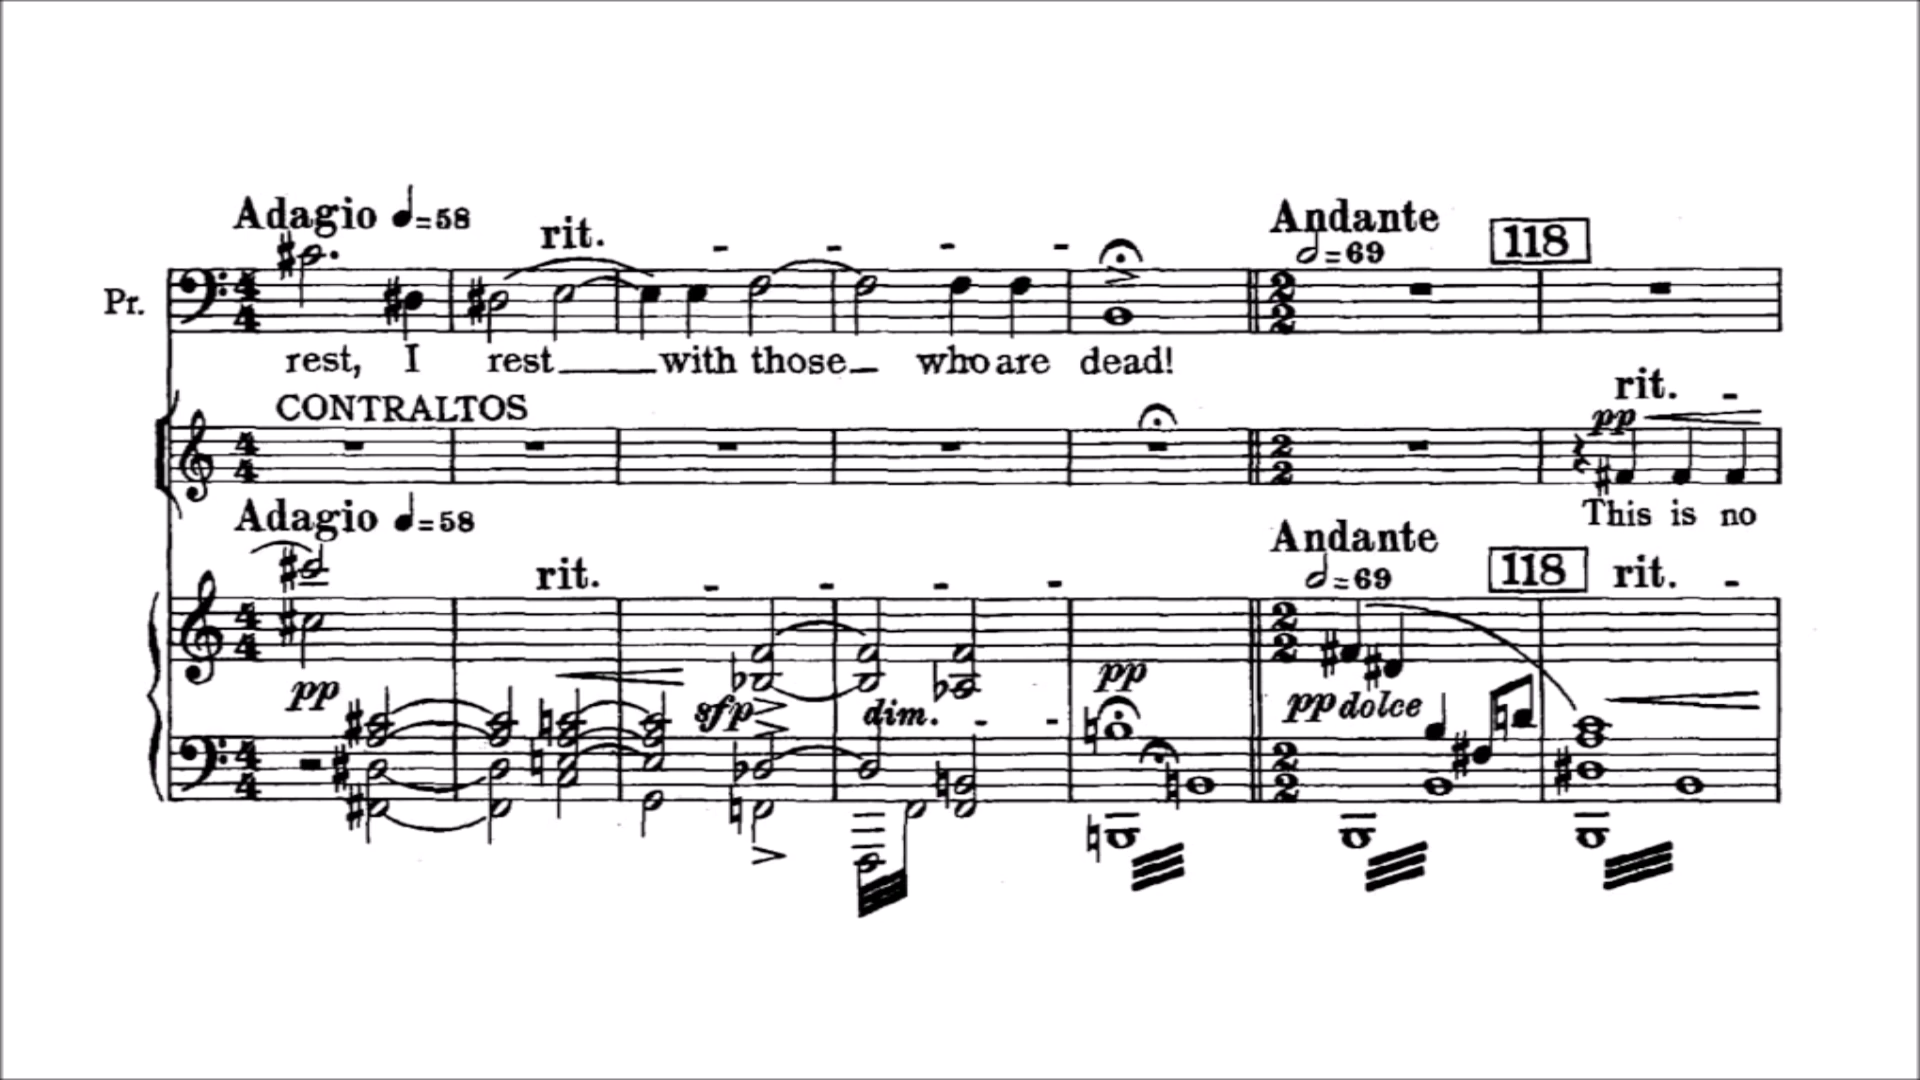 Adagio ♩=58 rit. - - - - Andante 𝅗𝅥=69 118
Pr.
rest, I rest with those who are dead!
rit. -
CONTRALTOS pp
This is no
Adagio ♩=58 rit. - - - - Andante 𝅗𝅥=69 118 rit. -
pp sfp dim. - - pp pp dolce